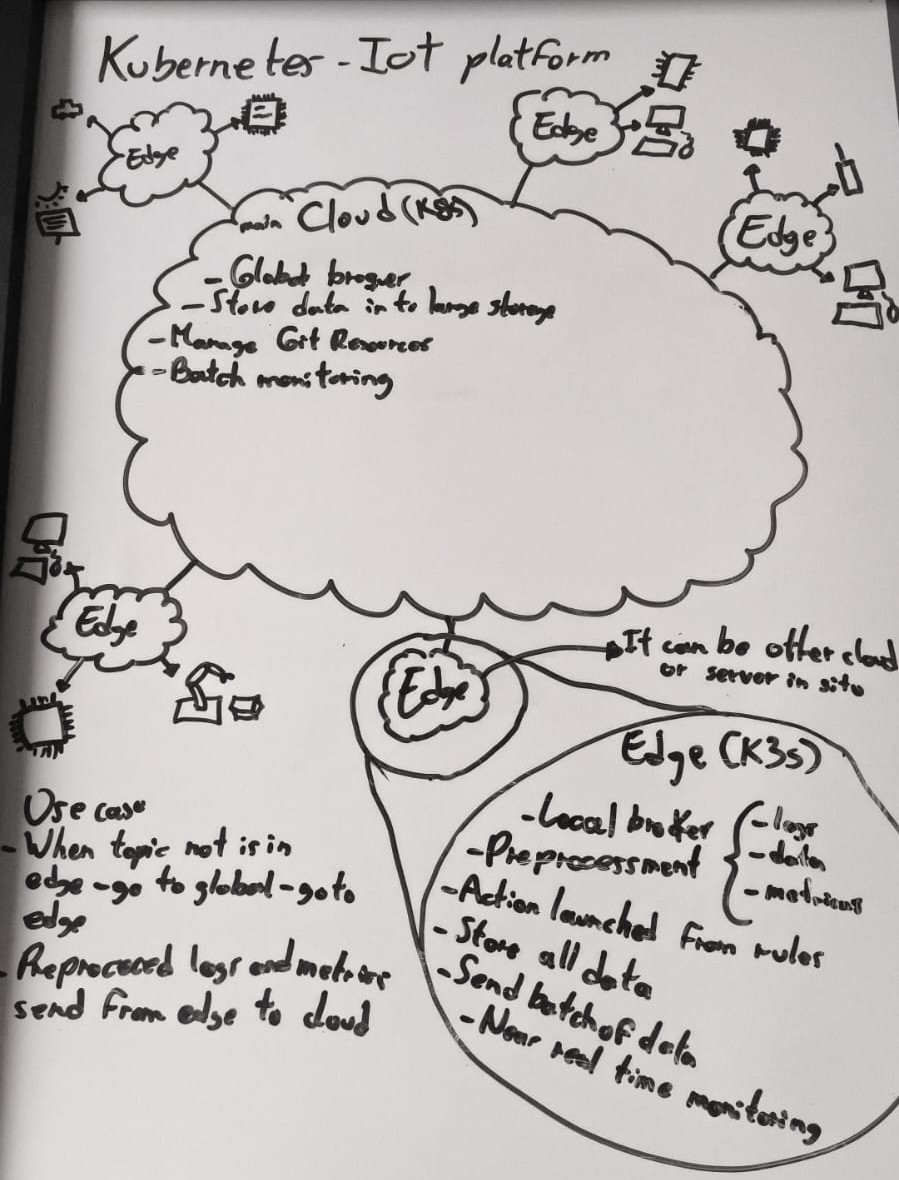 Kubernetes - IoT platform
Edge
Edge
Edge
main Cloud (K8s)
- Global broquer
- Store data in to large storage
- Manage Git Resources
- Batch monitoring
Edge
Edge
It can be otter cloud
or server in situ
Edge (K3s)
- Local broker
- Preprocessment
- logs
- data
- metricas
- Action launched from rules
- Store all data
- Send batch of data
- Near real time monitoring
Use case
- When topic not is in
edge - go to global - go to
edge
- Preprocesed logs and metrics
send from edge to cloud